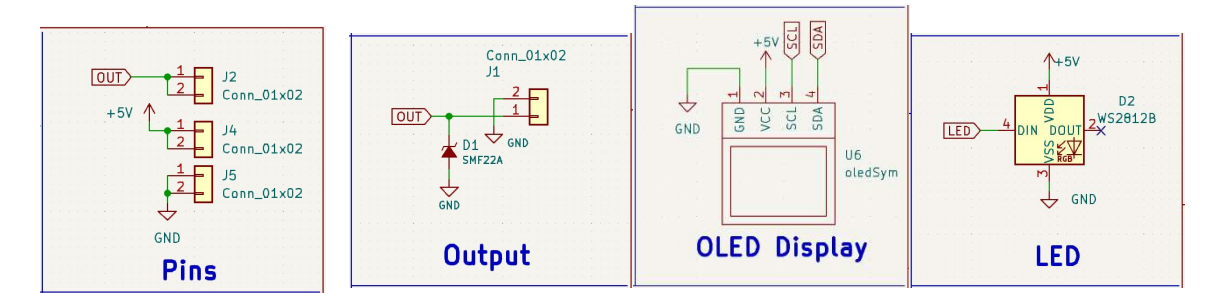 OUT
1
2
J2
Conn_01x02
+5V
1
2
J4
Conn_01x02
1
2
J5
Conn_01x02
GND
Pins
Conn_01x02
J1
OUT
2
1
GND
D1
SMF22A
GND
Output
+5V
SCL
SDA
GND
1
2
3
4
GND
VCC
SCL
SDA
U6
oledSym
OLED Display
+5V
1
D2
WS2812B
LED
4
DIN
VDD
DOUT
2
VSS
RGB
3
GND
LED